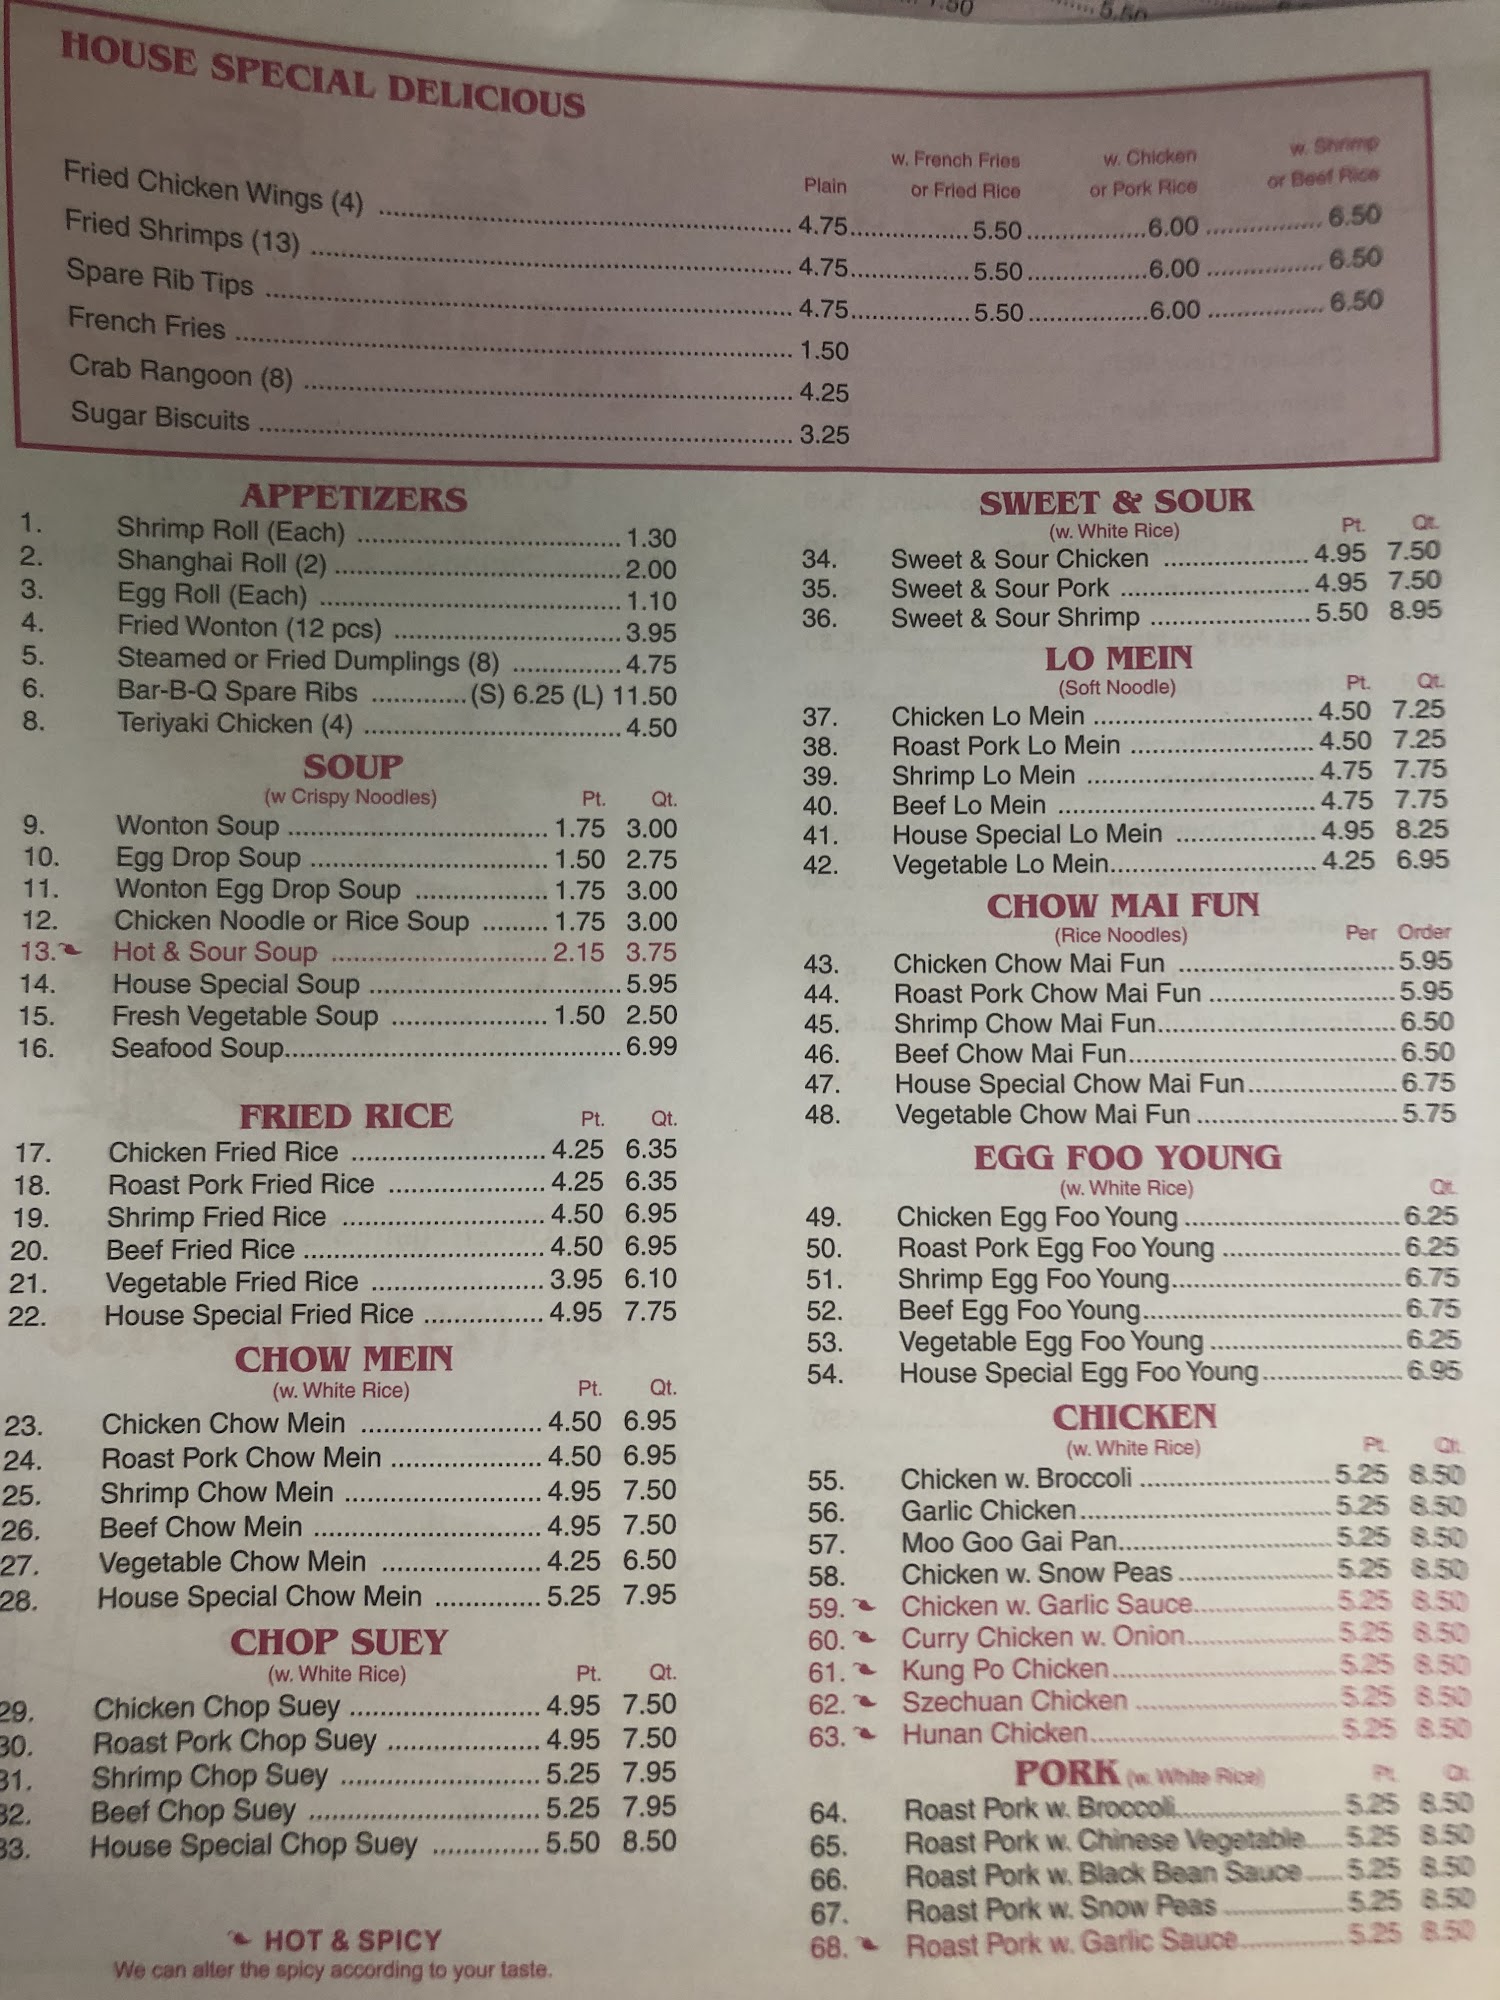 1.50 5.50
HOUSE SPECIAL DELICIOUS
Plain w. French Fries or Fried Rice w. Chicken or Pork Rice w. Shrimp or Beef Rice
Fried Chicken Wings (4) 4.75 5.50 6.00 6.50
Fried Shrimps (13) 4.75 5.50 6.00 6.50
Spare Rib Tips 4.75 5.50 6.00 6.50
French Fries 1.50
Crab Rangoon (8) 4.25
Sugar Biscuits 3.25
APPETIZERS
1. Shrimp Roll (Each) 1.30
2. Shanghai Roll (2) 2.00
3. Egg Roll (Each) 1.10
4. Fried Wonton (12 pcs) 3.95
5. Steamed or Fried Dumplings (8) 4.75
6. Bar-B-Q Spare Ribs (S) 6.25 (L) 11.50
8. Teriyaki Chicken (4) 4.50
SOUP
(w Crispy Noodles) Pt. Qt.
9. Wonton Soup 1.75 3.00
10. Egg Drop Soup 1.50 2.75
11. Wonton Egg Drop Soup 1.75 3.00
12. Chicken Noodle or Rice Soup 1.75 3.00
13. Hot & Sour Soup 2.15 3.75
14. House Special Soup 5.95
15. Fresh Vegetable Soup 1.50 2.50
16. Seafood Soup 6.99
FRIED RICE Pt. Qt.
17. Chicken Fried Rice 4.25 6.35
18. Roast Pork Fried Rice 4.25 6.35
19. Shrimp Fried Rice 4.50 6.95
20. Beef Fried Rice 4.50 6.95
21. Vegetable Fried Rice 3.95 6.10
22. House Special Fried Rice 4.95 7.75
CHOW MEIN
(w. White Rice) Pt. Qt.
23. Chicken Chow Mein 4.50 6.95
24. Roast Pork Chow Mein 4.50 6.95
25. Shrimp Chow Mein 4.95 7.50
26. Beef Chow Mein 4.95 7.50
27. Vegetable Chow Mein 4.25 6.50
28. House Special Chow Mein 5.25 7.95
CHOP SUEY
(w. White Rice) Pt. Qt.
29. Chicken Chop Suey 4.95 7.50
30. Roast Pork Chop Suey 4.95 7.50
31. Shrimp Chop Suey 5.25 7.95
32. Beef Chop Suey 5.25 7.95
33. House Special Chop Suey 5.50 8.50
HOT & SPICY
We can alter the spicy according to your taste.
SWEET & SOUR
(w. White Rice) Pt. Qt.
34. Sweet & Sour Chicken 4.95 7.50
35. Sweet & Sour Pork 4.95 7.50
36. Sweet & Sour Shrimp 5.50 8.95
LO MEIN
(Soft Noodle) Pt. Qt.
37. Chicken Lo Mein 4.50 7.25
38. Roast Pork Lo Mein 4.50 7.25
39. Shrimp Lo Mein 4.75 7.75
40. Beef Lo Mein 4.75 7.75
41. House Special Lo Mein 4.95 8.25
42. Vegetable Lo Mein 4.25 6.95
CHOW MAI FUN
(Rice Noodles) Per Order
43. Chicken Chow Mai Fun 5.95
44. Roast Pork Chow Mai Fun 5.95
45. Shrimp Chow Mai Fun 6.50
46. Beef Chow Mai Fun 6.50
47. House Special Chow Mai Fun 6.75
48. Vegetable Chow Mai Fun 5.75
EGG FOO YOUNG
(w. White Rice) Qt.
49. Chicken Egg Foo Young 6.25
50. Roast Pork Egg Foo Young 6.25
51. Shrimp Egg Foo Young 6.75
52. Beef Egg Foo Young 6.75
53. Vegetable Egg Foo Young 6.25
54. House Special Egg Foo Young 6.95
CHICKEN
(w. White Rice) Pt. Qt.
55. Chicken w. Broccoli 5.25 8.50
56. Garlic Chicken 5.25 8.50
57. Moo Goo Gai Pan 5.25 8.50
58. Chicken w. Snow Peas 5.25 8.50
59. Chicken w. Garlic Sauce 5.25 8.50
60. Curry Chicken w. Onion 5.25 8.50
61. Kung Po Chicken 5.25 8.50
62. Szechuan Chicken 5.25 8.50
63. Hunan Chicken 5.25 8.50
PORK (w. White Rice) Pt. Qt.
64. Roast Pork w. Broccoli 5.25 8.50
65. Roast Pork w. Chinese Vegetable 5.25 8.50
66. Roast Pork w. Black Bean Sauce 5.25 8.50
67. Roast Pork w. Snow Peas 5.25 8.50
68. Roast Pork w. Garlic Sauce 5.25 8.50